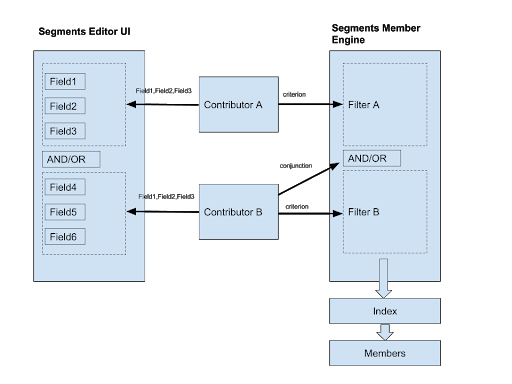 Segments Editor UI
Segments Member
Engine
Field1
Field2
Field3
AND/OR
Field4
Field5
Field6
Field1,Field2,Field3
Contributor A
criterion
Filter A
conjunction
AND/OR
Field1,Field2,Field3
Contributor B
criterion
Filter B
Index
Members